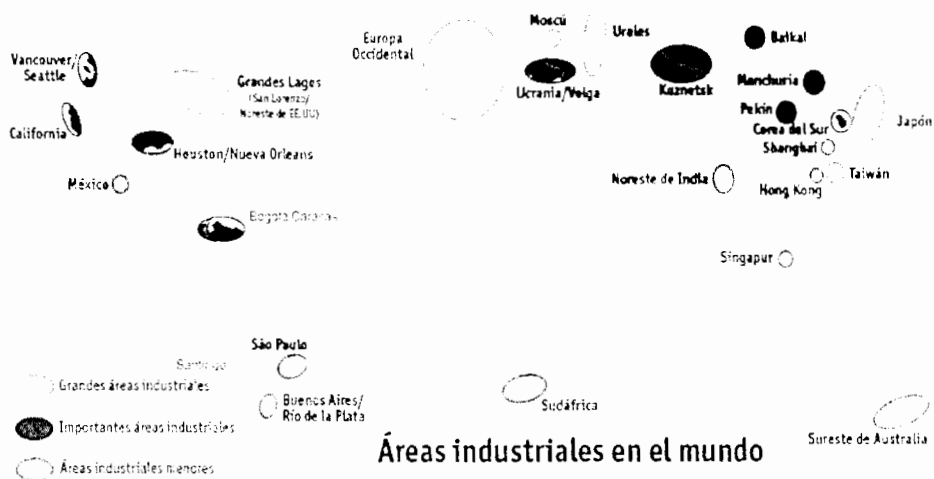 Moscú
Urales
Europa
Occidental
Baikal
Vancouver/
Seattle
Grandes Lagos
(San Lorenzo/
Noreste de EE.UU)
Ucrania/Volga
Kuznetsk
Manchuria
Pekín
California
Corea del Sur
Japón
Houston/Nueva Orleans
Shanghai
México
Noreste de India
Taiwán
Hong Kong
Bogotá Caracas
Singapur
São Paulo
Santiago
Grandes áreas industriales
Buenos Aires/
Río de la Plata
Sudáfrica
Importantes áreas industriales
Áreas industriales en el mundo
Sureste de Australia
Áreas industriales menores